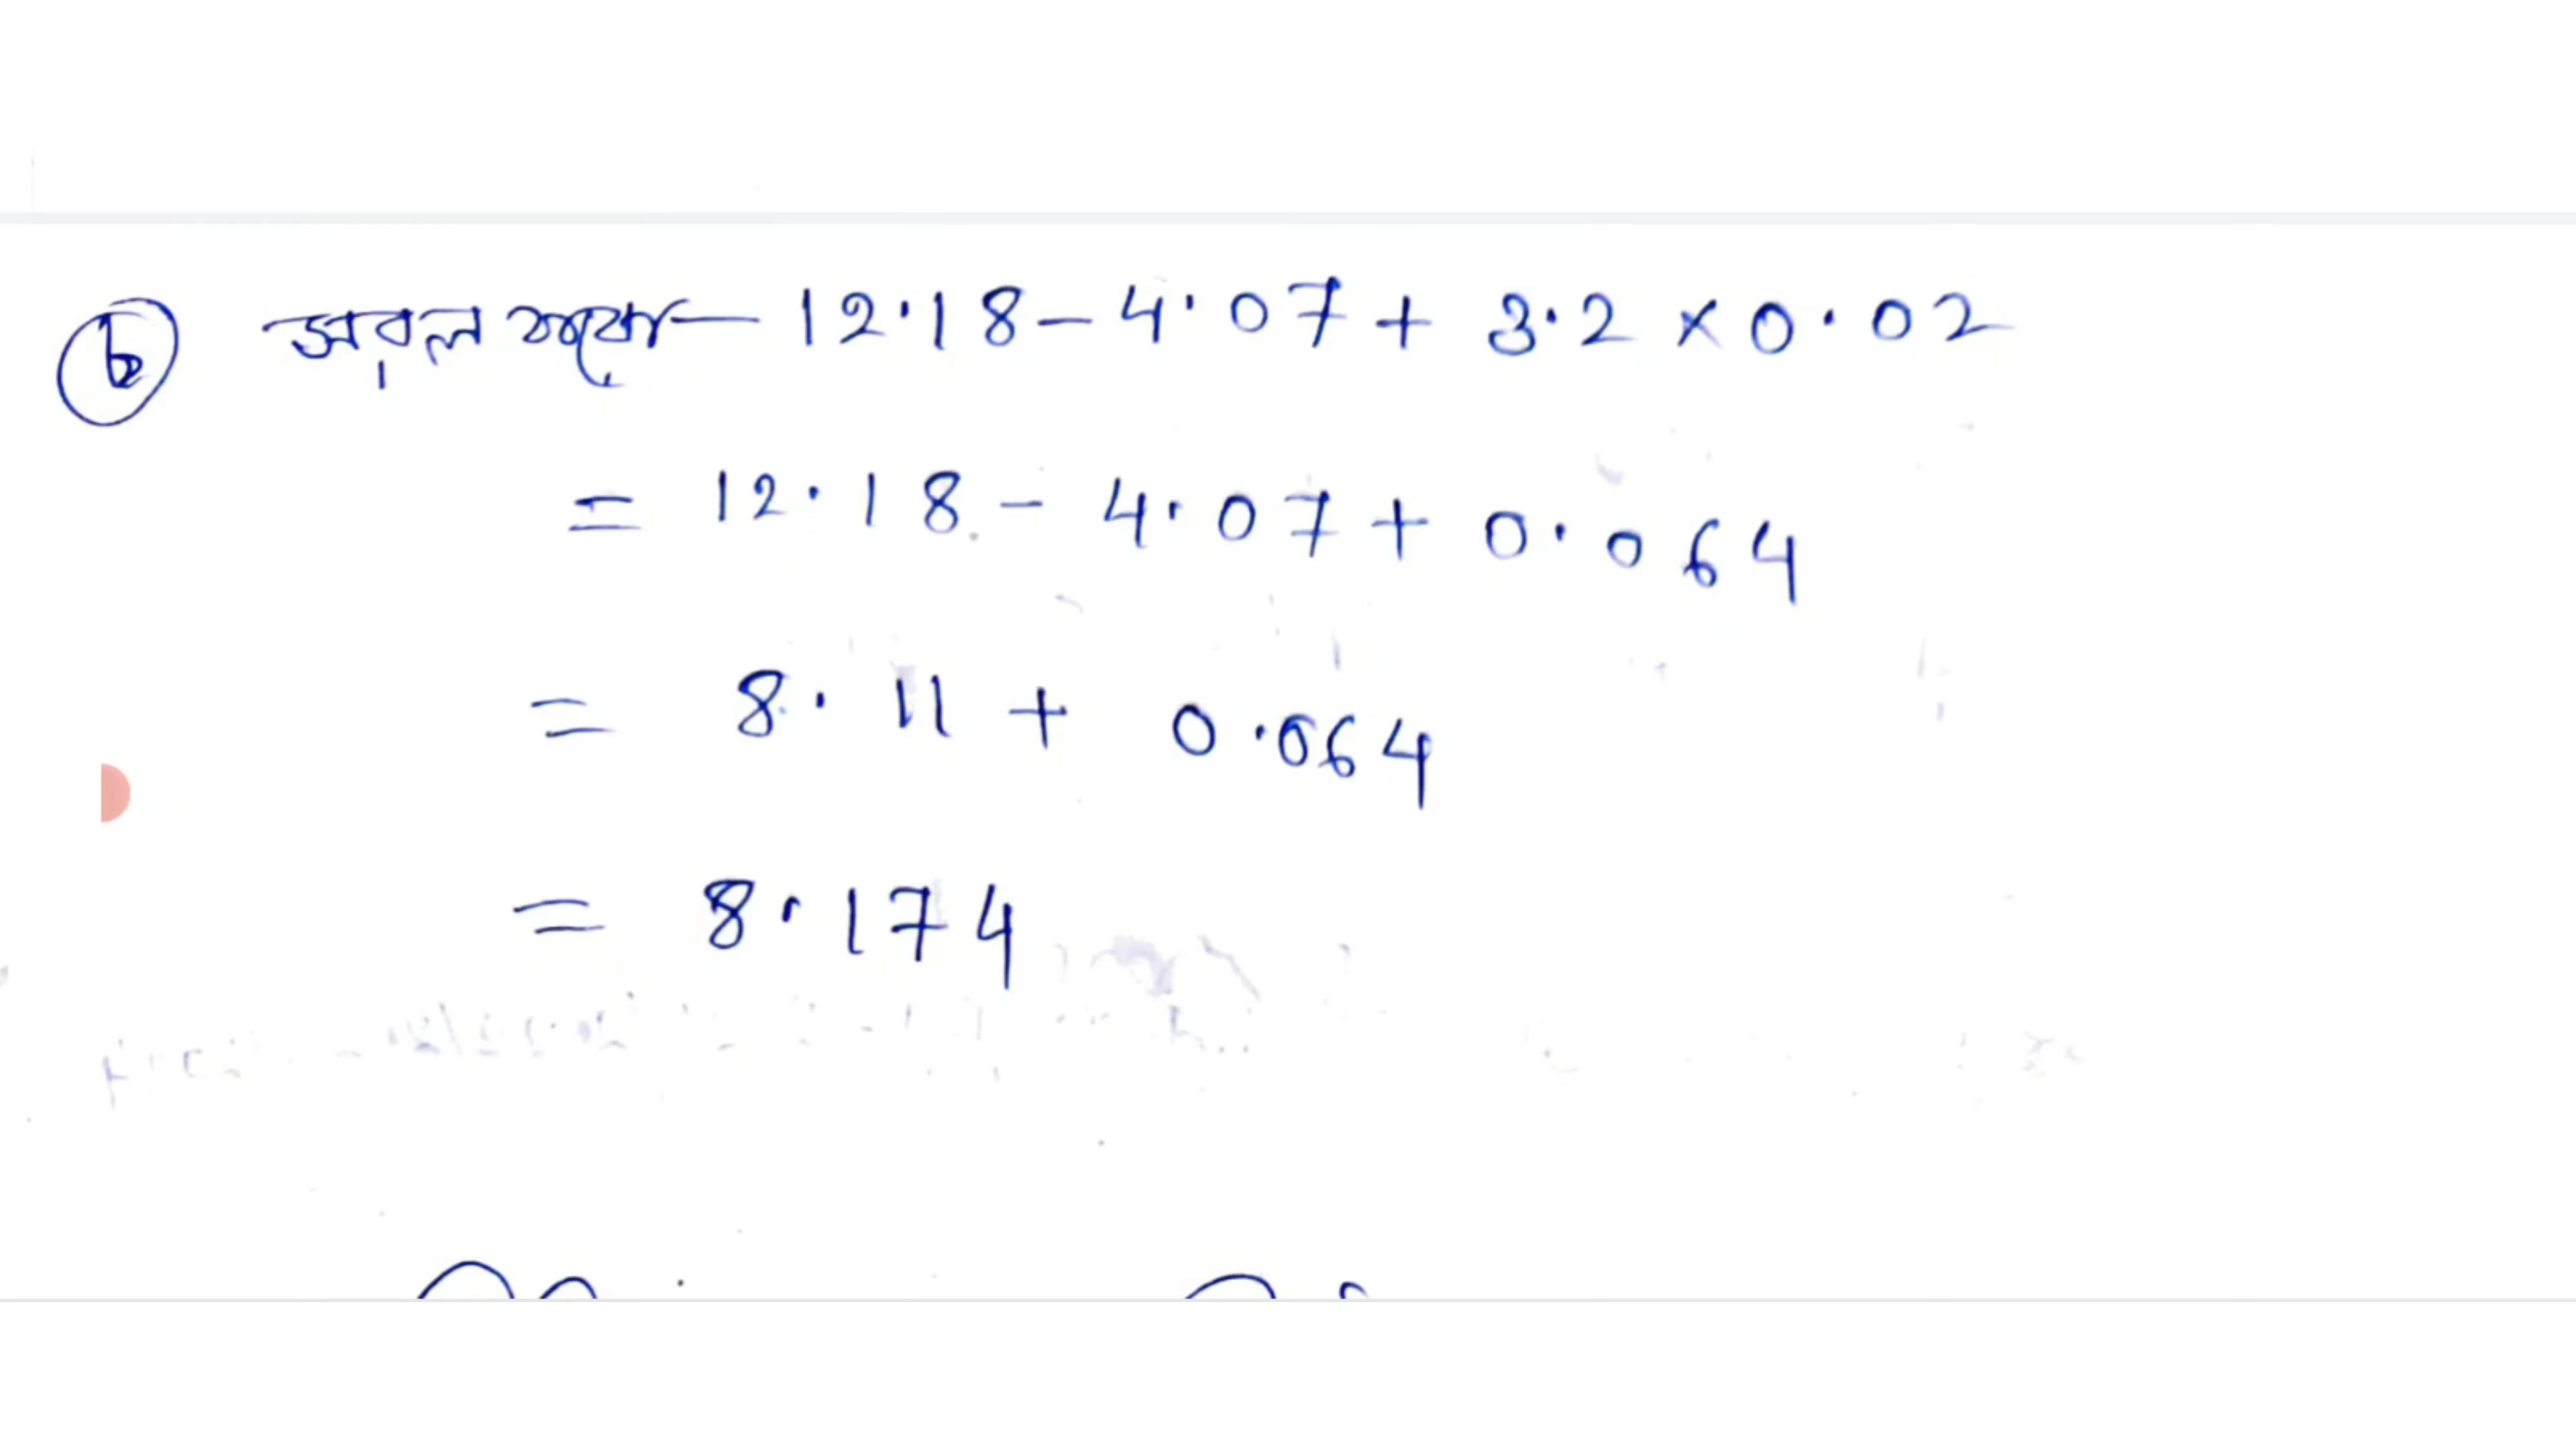 b সরল করো— 12.18 - 4.07 + 3.2 × 0.02
= 12.18 - 4.07 + 0.064
= 8.11 + 0.064
= 8.174